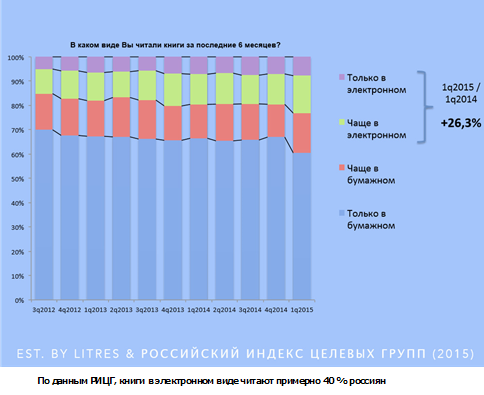 В каком виде Вы читали книги за последние 6 месяцев?
100%
90%
80%
70%
60%
50%
40%
30%
20%
10%
0%
3q2012 4q2012 1q2013 2q2013 3q2013 4q2013 1q2014 2q2014 3q2014 4q2014 1q2015
Только в
электронном
Чаще в
электронном
Чаще в
бумажном
Только в
бумажном
1q2015 /
1q2014
+26,3%
EST. BY LITRES & РОССИЙСКИЙ ИНДЕКС ЦЕЛЕВЫХ ГРУПП (2015)
По данным РИЦГ, книги в электронном виде читают примерно 40 % россиян